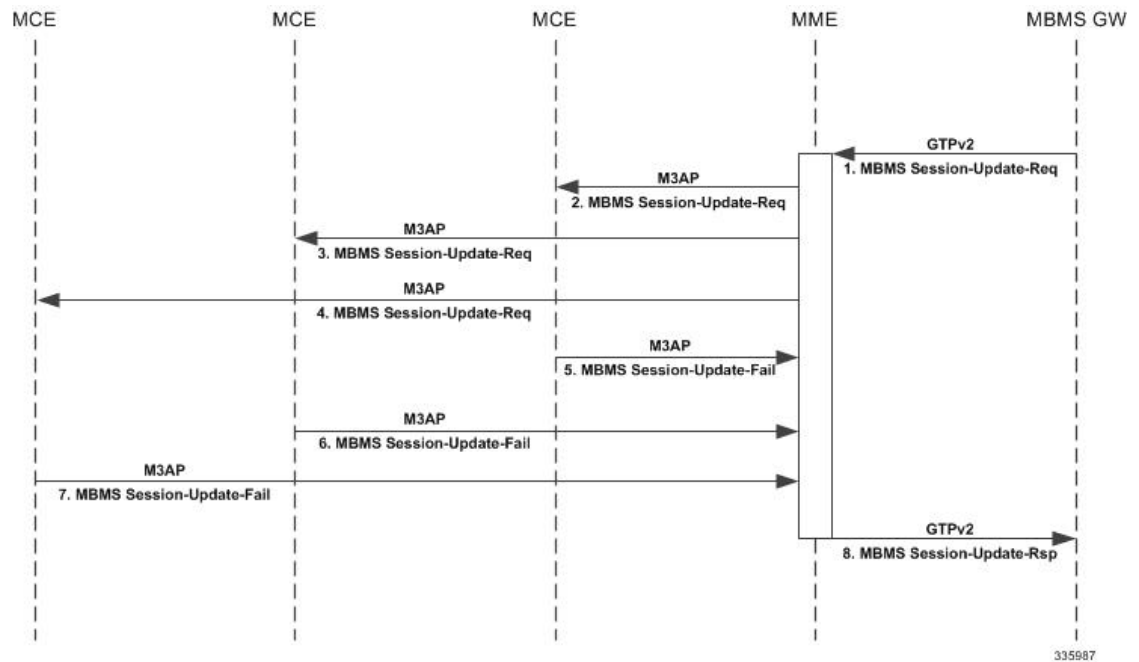 MCE MCE MCE MME MBMS GW
GTPv2
1. MBMS Session-Update-Req
M3AP
2. MBMS Session-Update-Req
M3AP
3. MBMS Session-Update-Req
M3AP
4. MBMS Session-Update-Req
M3AP
5. MBMS Session-Update-Fail
M3AP
6. MBMS Session-Update-Fail
M3AP
7. MBMS Session-Update-Fail
GTPv2
8. MBMS Session-Update-Rsp
335987